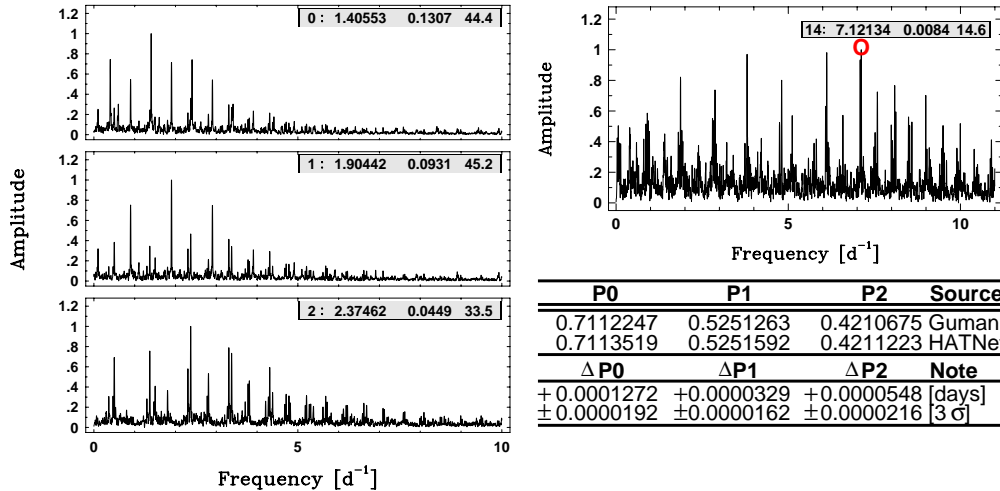 0 : 1.40553 0.1307 44.4
1.2
1
.8
.6
.4
.2
0
1 : 1.90442 0.0931 45.2
1.2
1
.8
.6
.4
.2
0
Amplitude
2 : 2.37462 0.0449 33.5
1.2
1
.8
.6
.4
.2
0
0 5 10
Frequency [d⁻¹]
14: 7.12134 0.0084 14.6
1.2
1
.8
.6
.4
.2
0
Amplitude
0 5 10
Frequency [d⁻¹]
P0 P1 P2 Source
0.7112247 0.5251263 0.4210675 Guman
0.7113519 0.5251592 0.4211223 HATNe
Δ P0 ΔP1 Δ P2 Note
+0.0001272 +0.0000329 +0.0000548 [days]
±0.0000192 ±0.0000162 ±0.0000216 [3 σ]